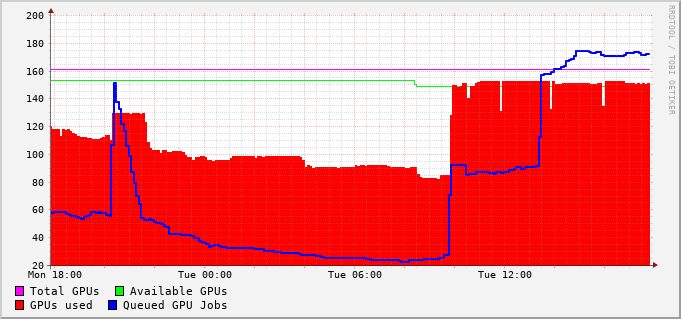 200
180
160
140
120
100
80
60
40
20
Mon 18:00 Tue 00:00 Tue 06:00 Tue 12:00
Total GPUs Available GPUs
GPUs used Queued GPU Jobs
RRDTOOL / TOBI OETIKER